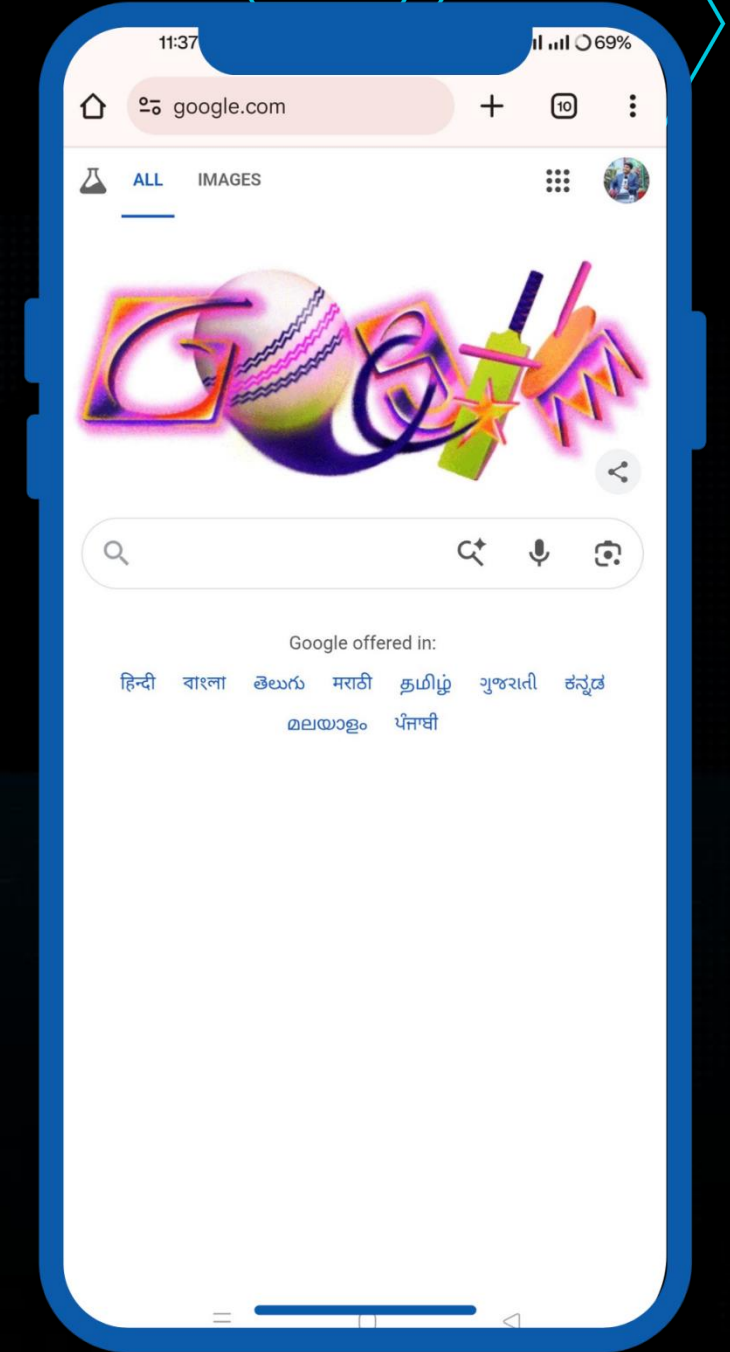 11:37 69%
google.com 10
ALL IMAGES
Google offered in:
हिन्दी বাংলা తెలుగు मराठी தமிழ் ગુજરાતી ಕನ್ನಡ
മലയാളം ਪੰਜਾਬੀ